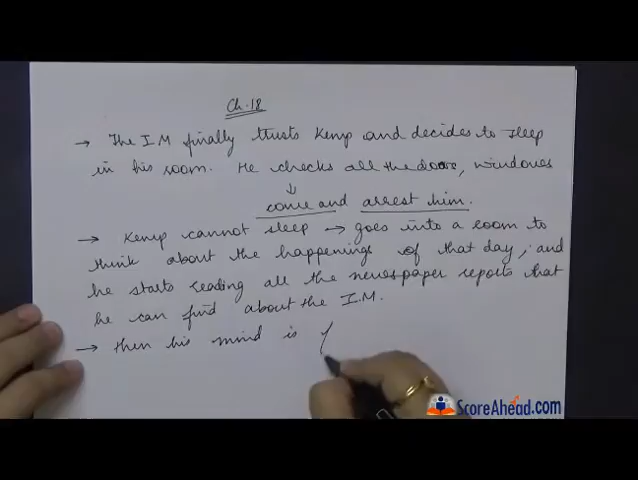 Ch.18
→ The I.M finally trusts Kemp and decides to sleep
in his room. He checks all the doors, windows
↓
come and arrest him.
→ Kemp cannot sleep → goes into a room to
think about the happenings of that day, and
he starts reading all the newspaper reports that
he can find about the I.M.
→ then his mind is
ScoreAhead.com